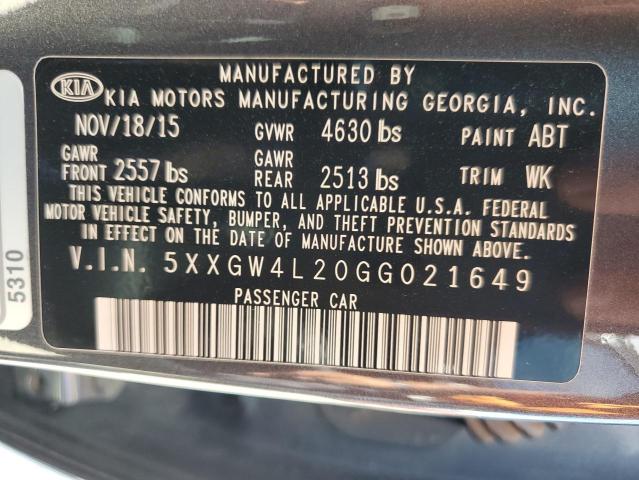 MANUFACTURED BY
KIA KIA MOTORS MANUFACTURING GEORGIA, INC.
NOV/18/15 GVWR 4630 lbs PAINT ABT
GAWR FRONT 2557 lbs GAWR REAR 2513 lbs TRIM WK
THIS VEHICLE CONFORMS TO ALL APPLICABLE U.S.A. FEDERAL
MOTOR VEHICLE SAFETY, BUMPER, AND THEFT PREVENTION STANDARDS
IN EFFECT ON THE DATE OF MANUFACTURE SHOWN ABOVE.
V.I.N. 5XXGW4L20GG021649
PASSENGER CAR
5310